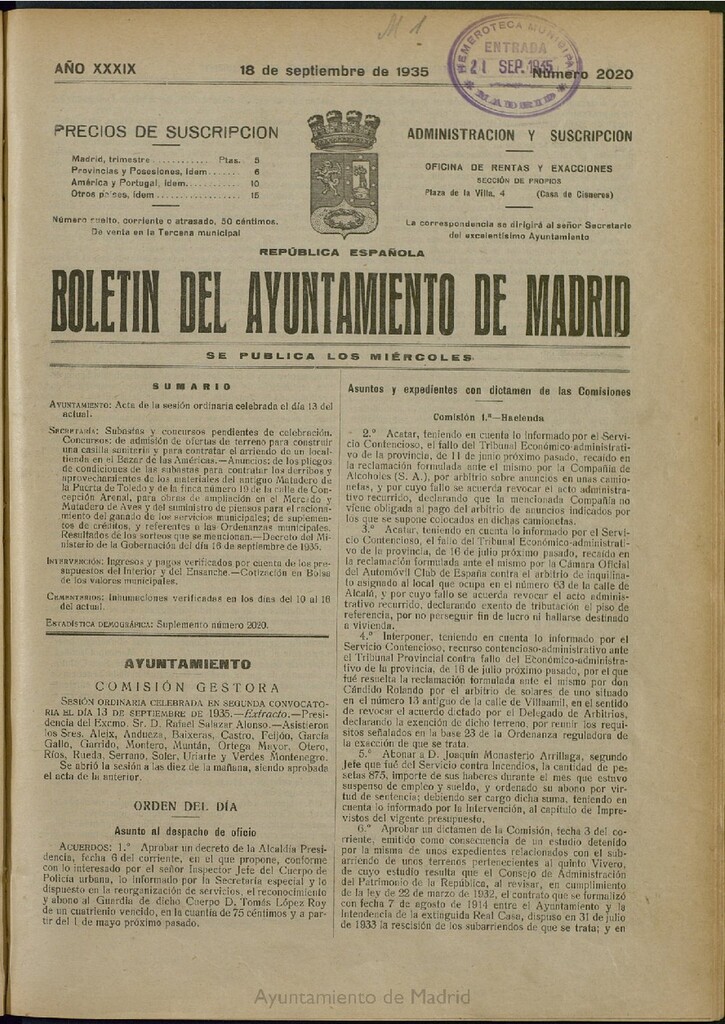 M 1
AÑO XXXIX
18 de septiembre de 1935
Número 2020
HEMEROTECA MUNICIPAL
ENTRADA
21 SEP. 1935
MADRID
PRECIOS DE SUSCRIPCION
Madrid, trimestre............ Ptas. 5
Provincias y Posesiones, ídem........ 6
América y Portugal, ídem.......... 10
Otros países, ídem................ 15
Número suelto, corriente o atrasado, 50 céntimos.
De venta en la Tercena municipal
ADMINISTRACION Y SUSCRIPCION
OFICINA DE RENTAS Y EXACCIONES
SECCIÓN DE PROPIOS
Plaza de la Villa, 4 (Casa de Cisneros)
La correspondencia se dirigirá al señor Secretario
del excelentísimo Ayuntamiento
REPÚBLICA ESPAÑOLA
BOLETIN DEL AYUNTAMIENTO DE MADRID
SE PUBLICA LOS MIÉRCOLES
SUMARIO
AYUNTAMIENTO: Acta de la sesión ordinaria celebrada el día 13 del
actual.
SECRETARÍA: Subastas y concursos pendientes de celebración.
Concursos: de admisión de ofertas de terreno para construir
una casilla sanitaria y para contratar el arriendo de un local-
tienda en el Bazar de las Américas.—Anuncios: de los pliegos
de condiciones de las subastas para contratar los derribos y
aprovechamientos de los materiales del antiguo Matadero de
la Puerta de Toledo y de la finca número 19 de la calle de
Concepción Arenal, para obras de ampliación en el Mercado y
Matadero de Aves y del suministro de piensos para el raciona-
miento del ganado de los servicios municipales; de suplemen-
tos de créditos, y referentes a las Ordenanzas municipales.
Resultados de los sorteos que se mencionan.—Decreto del Mi-
nisterio de la Gobernación del día 16 de septiembre de 1935.
INTERVENCIÓN: Ingresos y pagos verificados por cuenta de los pre-
supuestos del Interior y del Ensanche.—Cotización en Bolsa
de los valores municipales.
CEMENTERIOS: Inhumaciones verificadas en los días del 10 al 16
del actual.
ESTADÍSTICA DEMOGRÁFICA: Suplemento número 2020.
AYUNTAMIENTO
COMISIÓN GESTORA
SESIÓN ORDINARIA CELEBRADA EN SEGUNDA CONVOCATO-
RIA EL DÍA 13 DE SEPTIEMBRE DE 1935.—Extracto.—Presi-
dencia del Excmo. Sr. D. Rafael Salazar Alonso.—Asistieron
los Sres. Aleix, Andueza, Baixeras, Castro, Feijóo, García
Gallo, Garrido, Montero, Muntán, Ortega Mayor, Otero,
Ríos, Rueda, Serrano, Soler, Uriarte y Verdes Montenegro.
Se abrió la sesión a las diez de la mañana, siendo aprobada
el acta de la anterior.
ORDEN DEL DÍA
Asunto al despacho de oficio
ACUERDOS: 1.º Aprobar un decreto de la Alcaldía Presi-
dencia, fecha 6 del corriente, en el que propone, conforme
con lo interesado por el señor Inspector Jefe del Cuerpo de
Policía urbana, lo informado por la Secretaría especial y lo
dispuesto en la reorganización de servicios, el reconocimiento
y abono al Guardia de dicho Cuerpo D. Tomás López Roy
de un cuatrienio vencido, en la cuantía de 75 céntimos y a par-
tir del 1 de mayo próximo pasado.
Asuntos y expedientes con dictamen de las Comisiones
Comisión 1.ª—Hacienda
2.º Acatar, teniendo en cuenta lo informado por el Servi-
cio Contencioso, el fallo del Tribunal Económico-administrati-
vo de la provincia, de 11 de junio próximo pasado, recaído en
la reclamación formulada ante el mismo por la Compañía de
Alcoholes (S. A.), por arbitrio sobre anuncios en unas camio-
netas, y por cuyo fallo se acuerda revocar el acto administra-
tivo recurrido, declarando que la mencionada Compañía no
viene obligada al pago del arbitrio de anuncios indicados por
los que se supone colocados en dichas camionetas.
3.º Acatar, teniendo en cuenta lo informado por el Servi-
cio Contencioso, el fallo del Tribunal Económico-administrati-
vo de la provincia, de 16 de julio próximo pasado, recaído en
la reclamación formulada ante el mismo por la Cámara Oficial
del Automóvil Club de España contra el arbitrio de inquilina-
to asignado al local que ocupa en el número 63 de la calle de
Alcalá, y por cuyo fallo se acuerda revocar el acto adminis-
trativo recurrido, declarando exento de tributación el piso de
referencia, por no perseguir fin de lucro ni hallarse destinado
a vivienda.
4.º Interponer, teniendo en cuenta lo informado por el
Servicio Contencioso, recurso contencioso-administrativo ante
el Tribunal Provincial contra fallo del Económico-administra-
tivo de la provincia, de 16 de julio próximo pasado, por el que
fué resuelta la reclamación formulada ante el mismo por don
Cándido Rolando por el arbitrio de solares de uno situado
en el número 13 antiguo de la calle de Villaamil, en el sentido
de revocar el acuerdo dictado por el Delegado de Arbitrios,
declarando la exención de dicho terreno, por reunir los requi-
sitos señalados en la base 23 de la Ordenanza reguladora de
la exacción de que se trata.
5.º Abonar a D. Joaquín Monasterio Arrillaga, segundo
Jefe que fué del Servicio contra Incendios, la cantidad de pe-
setas 875, importe de sus haberes durante el mes que estuvo
suspenso de empleo y sueldo, y ordenado su abono por vir-
tud de sentencia; debiendo ser cargo dicha suma, teniendo en
cuenta lo informado por la Intervención, al capítulo de Impre-
vistos del vigente presupuesto.
6.º Aprobar un dictamen de la Comisión, fecha 3 del co-
rriente, emitido como consecuencia de un estudio detenido
por la misma de unos expedientes relacionados con el sub-
arriendo de unos terrenos pertenecientes al quinto Vivero,
de cuyo estudio resulta que el Consejo de Administración
del Patrimonio de la República, al revisar, en cumplimiento
de la ley de 22 de marzo de 1932, el contrato que se formalizó
con fecha 7 de agosto de 1914 entre el Ayuntamiento y la
Intendencia de la extinguida Real Casa, dispuso en 31 de julio
de 1933 la rescisión de los subarriendos de que se trata; y en
Ayuntamiento de Madrid